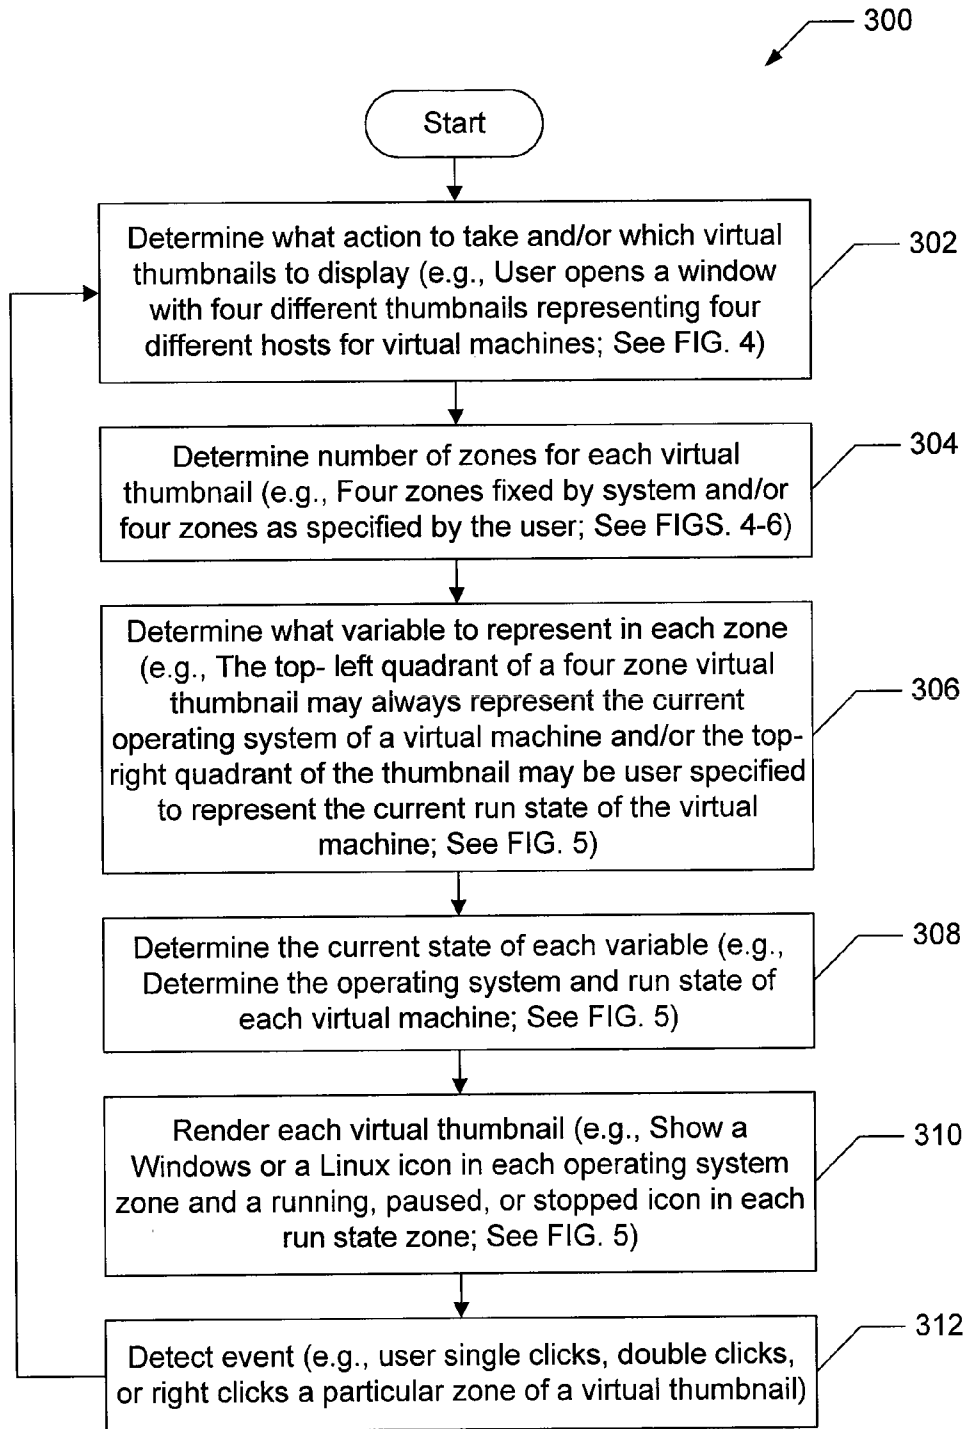 300
Start
Determine what action to take and/or which virtual
thumbnails to display (e.g., User opens a window
with four different thumbnails representing four
different hosts for virtual machines; See FIG. 4)
302
Determine number of zones for each virtual
thumbnail (e.g., Four zones fixed by system and/or
four zones as specified by the user; See FIGS. 4-6)
304
Determine what variable to represent in each zone
(e.g., The top- left quadrant of a four zone virtual
thumbnail may always represent the current
operating system of a virtual machine and/or the top-
right quadrant of the thumbnail may be user specified
to represent the current run state of the virtual
machine; See FIG. 5)
306
Determine the current state of each variable (e.g.,
Determine the operating system and run state of
each virtual machine; See FIG. 5)
308
Render each virtual thumbnail (e.g., Show a
Windows or a Linux icon in each operating system
zone and a running, paused, or stopped icon in each
run state zone; See FIG. 5)
310
Detect event (e.g., user single clicks, double clicks,
or right clicks a particular zone of a virtual thumbnail)
312